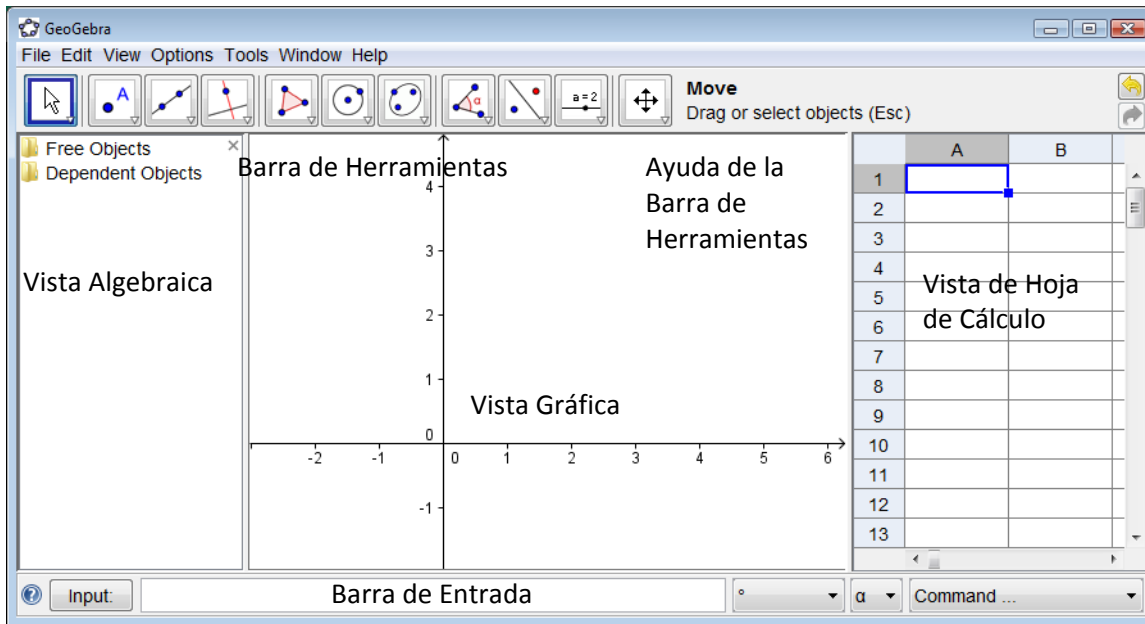 GeoGebra
File Edit View Options Tools Window Help
A
α
a = 2
Move
Drag or select objects (Esc)
Free Objects
Dependent Objects
Barra de Herramientas
Ayuda de la
Barra de
Herramientas
Vista Algebraica
Vista Gráfica
4
3
2
1
0
-1
-2 -1 0 1 2 3 4 5 6
A B
1
2
3
4
5
6
7
8
9
10
11
12
13
Vista de Hoja
de Cálculo
Input:
Barra de Entrada
°
α
Command ...